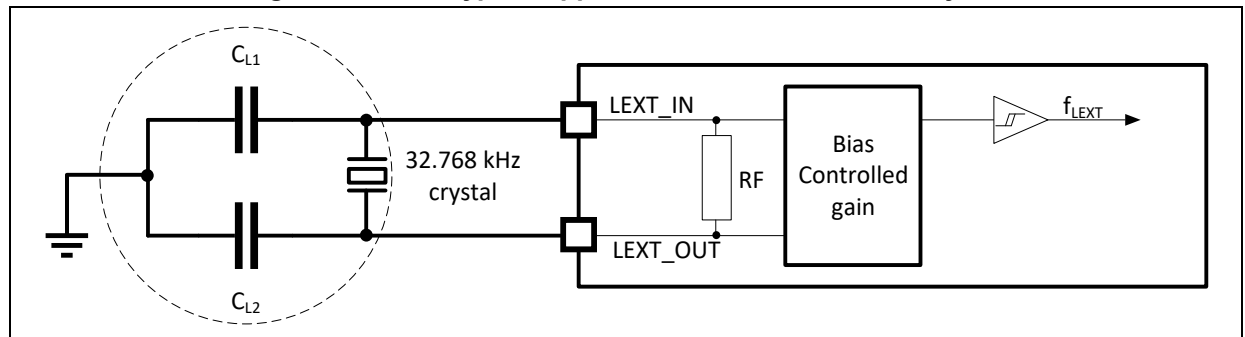 CL1
LEXT_IN
fLEXT
32.768 kHz
crystal
RF
Bias
Controlled
gain
LEXT_OUT
CL2